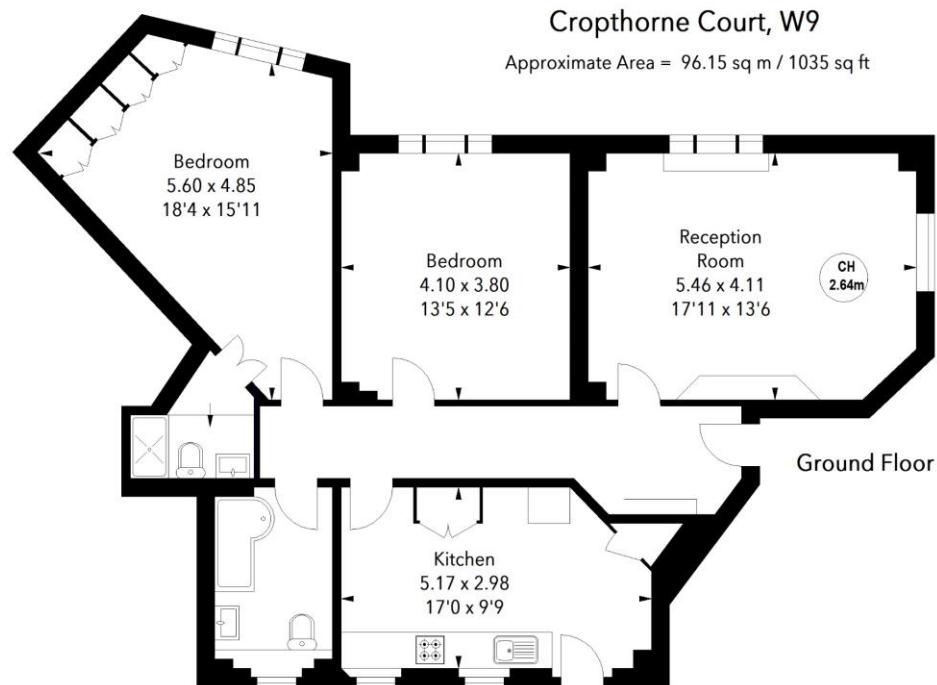 Cropthorne Court, W9
Approximate Area = 96.15 sq m / 1035 sq ft
Bedroom
5.60 x 4.85
18'4 x 15'11
Bedroom
4.10 x 3.80
13'5 x 12'6
Reception
Room
5.46 x 4.11
17'11 x 13'6
CH
2.64m
Ground Floor
Kitchen
5.17 x 2.98
17'0 x 9'9